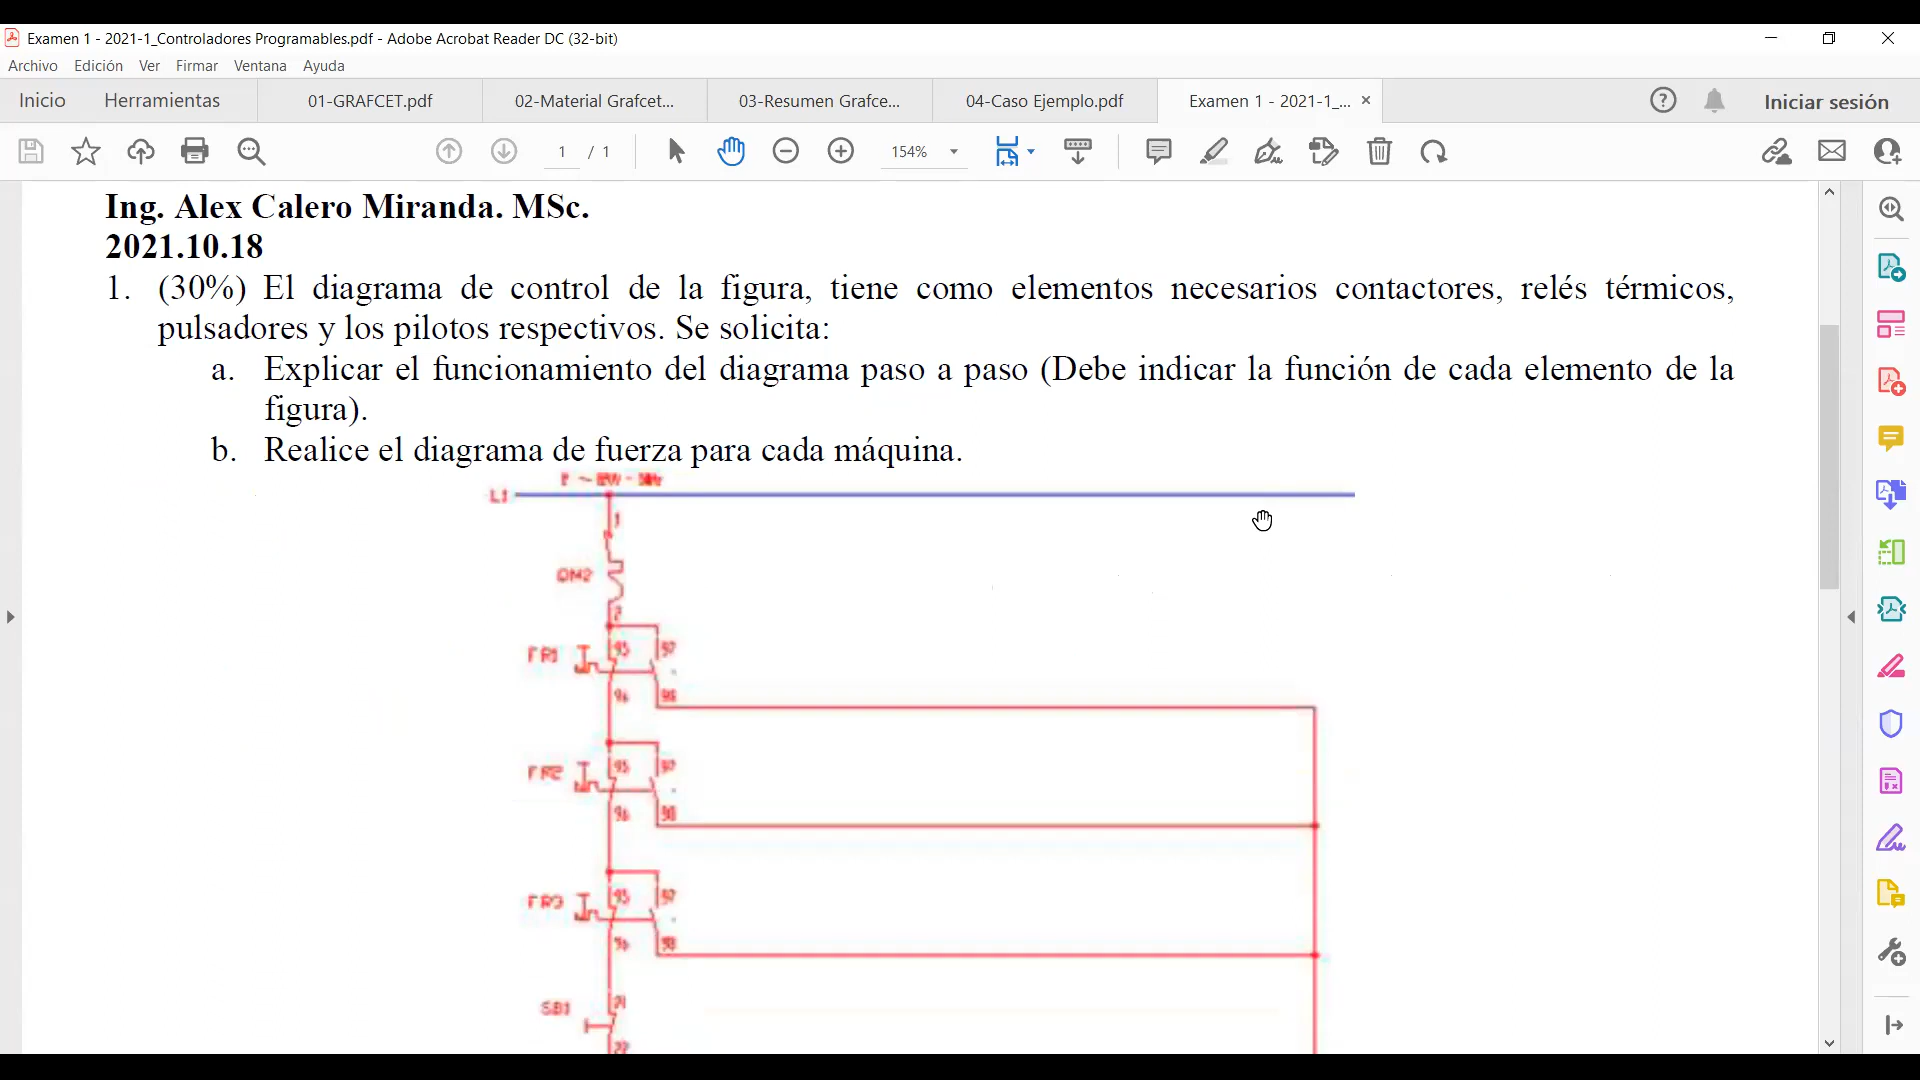 Examen 1 - 2021-1_Controladores Programables.pdf - Adobe Acrobat Reader DC (32-bit)
Archivo Edición Ver Firmar Ventana Ayuda
Inicio Herramientas 01-GRAFCET.pdf 02-Material Grafcet... 03-Resumen Grafce... 04-Caso Ejemplo.pdf Examen 1 - 2021-1_... × Iniciar sesión
1 / 1 154%
Ing. Alex Calero Miranda. MSc.
2021.10.18
1. (30%) El diagrama de control de la figura, tiene como elementos necesarios contactores, relés térmicos,
pulsadores y los pilotos respectivos. Se solicita:
a. Explicar el funcionamiento del diagrama paso a paso (Debe indicar la función de cada elemento de la
figura).
b. Realice el diagrama de fuerza para cada máquina.
L1
1
QM2
2
FR1 95 97
96 98
FR2 95 97
96 98
FR3 95 97
96 98
SB1 21
22